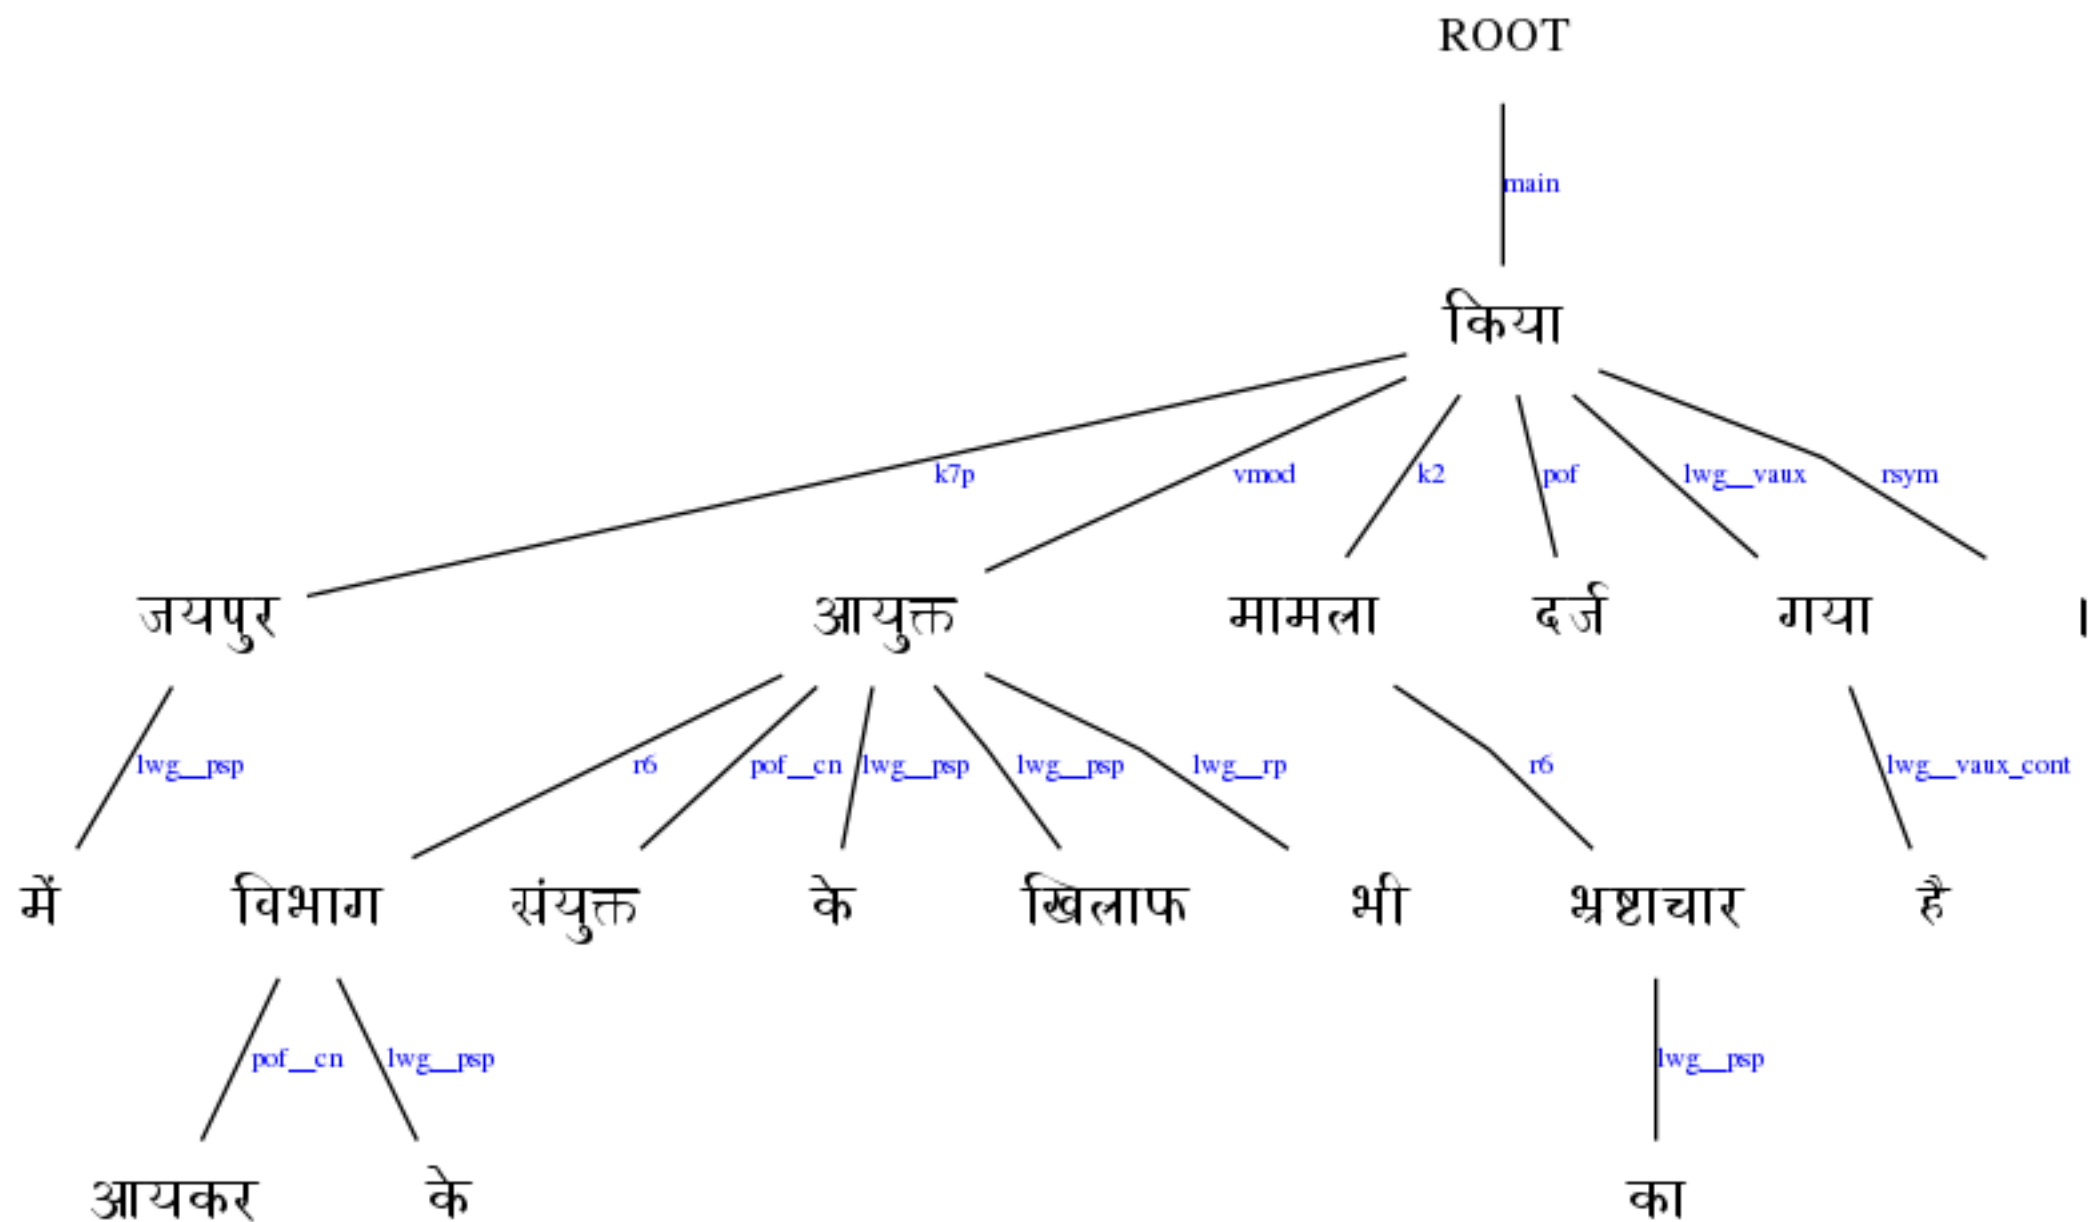 ROOT
main
किया
k7p vmod k2 pof lwg__vaux rsym
जयपुर आयुक्त मामला दर्ज गया ।
lwg__psp r6 pof__cn lwg__psp lwg__psp lwg__rp r6 lwg__vaux_cont
में विभाग संयुक्त के खिलाफ भी भ्रष्टाचार है
pof__cn lwg__psp lwg__psp
आयकर के का